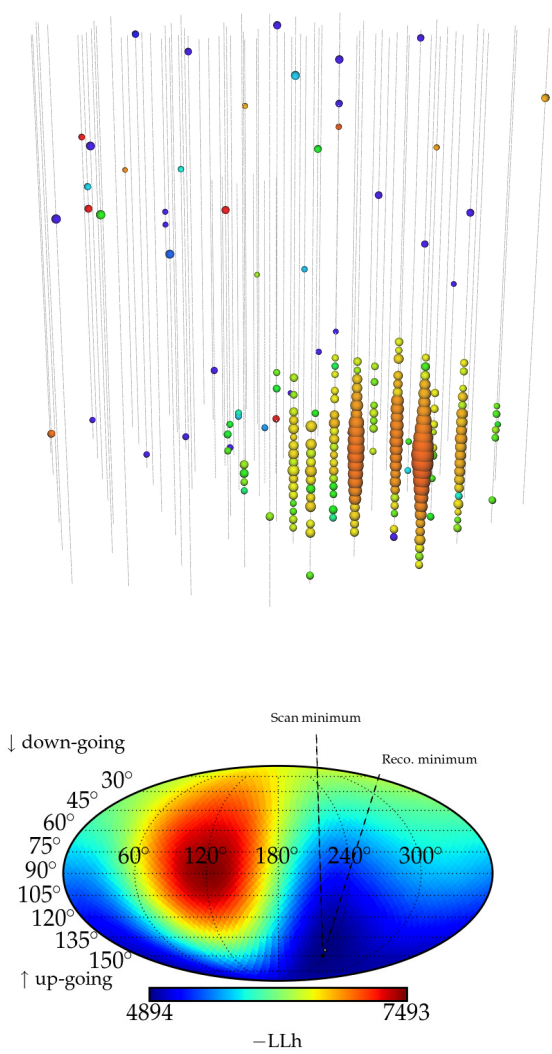 Scan minimum
↓ down-going
Reco. minimum
30°
45°
60°
75°
60° 120° 180° 240° 300°
90°
105°
120°
135°
150°
↑ up-going
4894 7493
−LLh